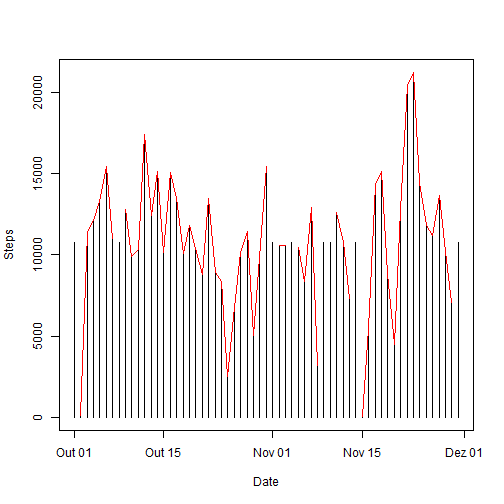 Steps
20000
15000
10000
5000
0
Out 01
Out 15
Nov 01
Nov 15
Dez 01
Date